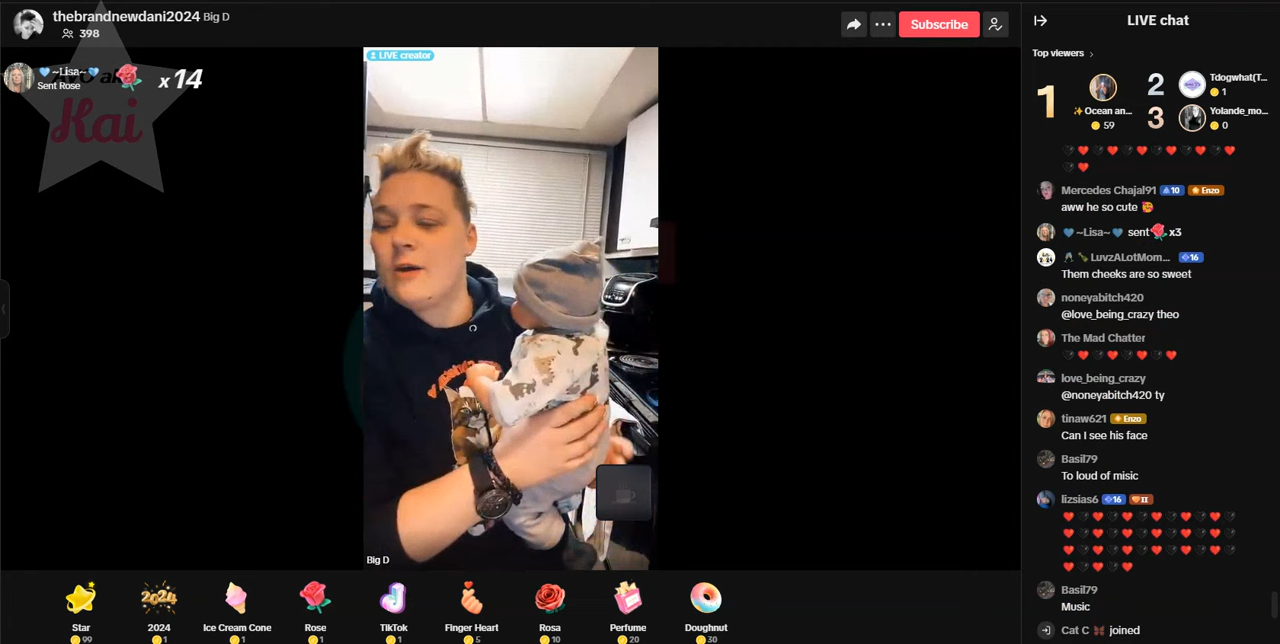 thebrandnewdani2024 Big D
398
Subscribe
LIVE chat
LIVE creator
~Lisa~
Sent Rose
x 14
Kai
Big D
Top viewers
1
Ocean an...
59
2
Tdogwhat(T...
1
3
Yolande_mo...
0
Mercedes Chajal91 10 Enzo
aww he so cute
~Lisa~ sent x3
LuvzALotMom... 16
Them cheeks are so sweet
noneyabitch420
@love_being_crazy theo
The Mad Chatter
love_being_crazy
@noneyabitch420 ty
tinaw621 Enzo
Can I see his face
Basil79
To loud of misic
lizsias6 16 II
Basil79
Music
Cat C joined
2024
Star
99
2024
1
Ice Cream Cone
1
Rose
1
TikTok
1
Finger Heart
5
Rosa
10
Perfume
20
Doughnut
30